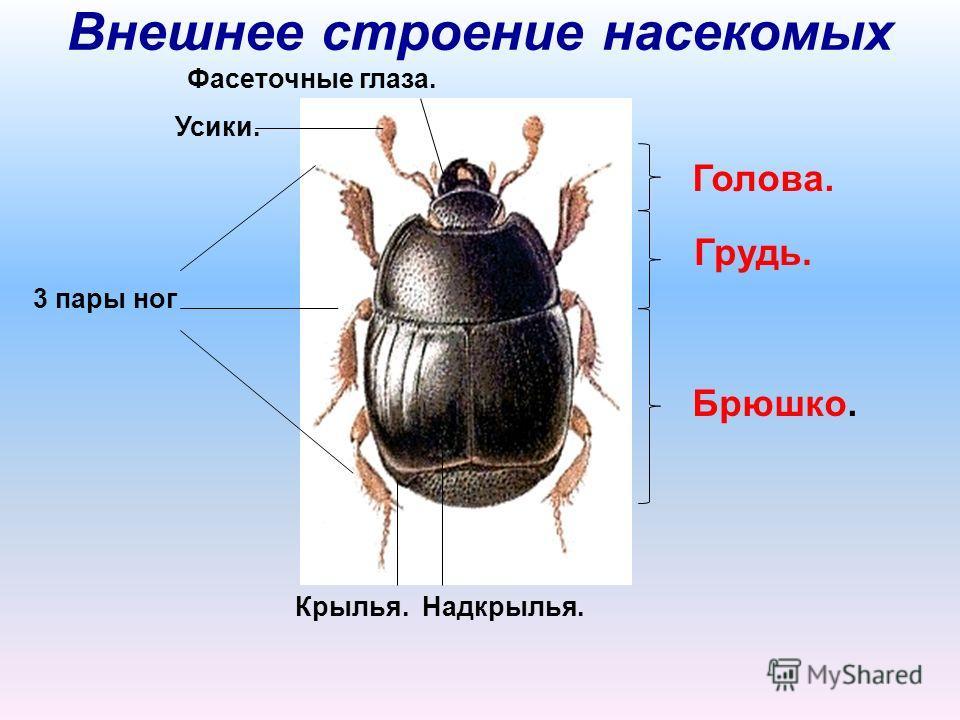 Внешнее строение насекомых
Фасеточные глаза.
Усики.
Голова.
Грудь.
3 пары ног
Брюшко.
Крылья. Надкрылья.
MyShared